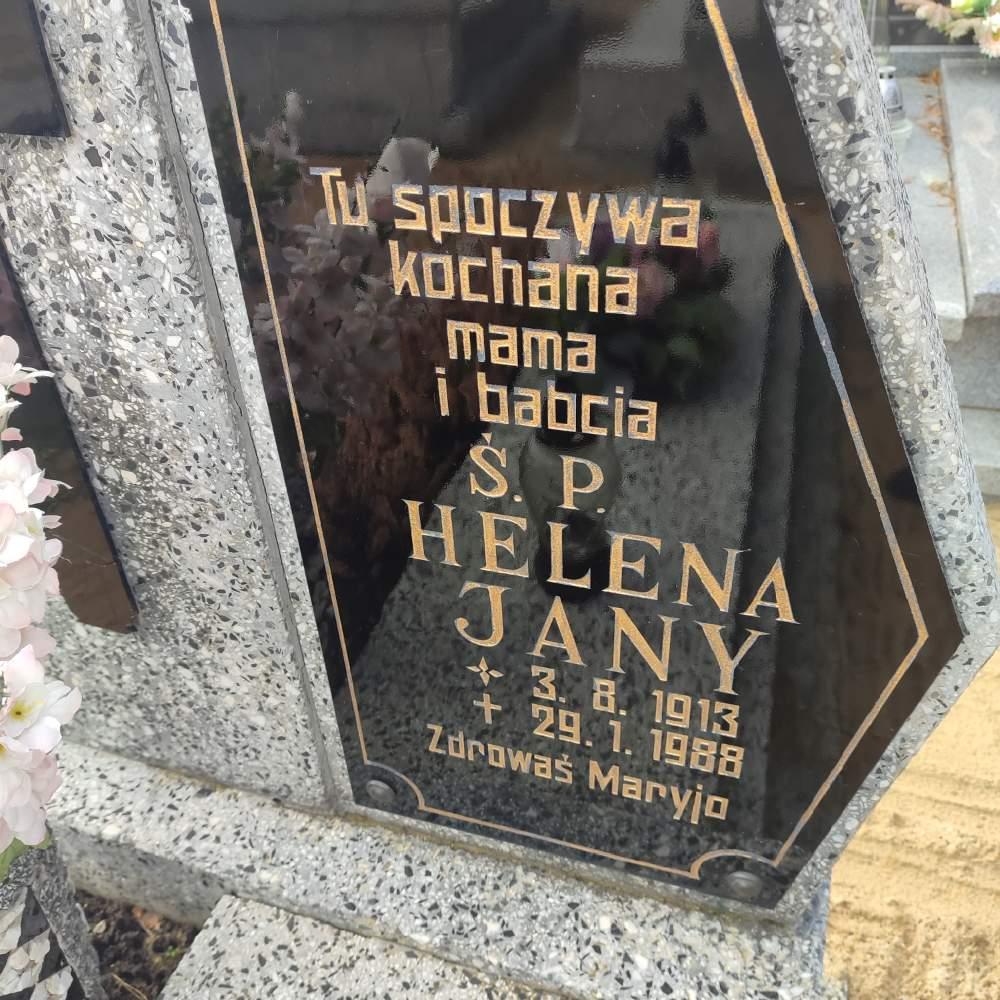 Tu spoczywa
kochana
mama
i babcia
Ś. P.
HELENA
JANY
3. 8. 1913
29. 1. 1988
Zdrowaś Maryjo